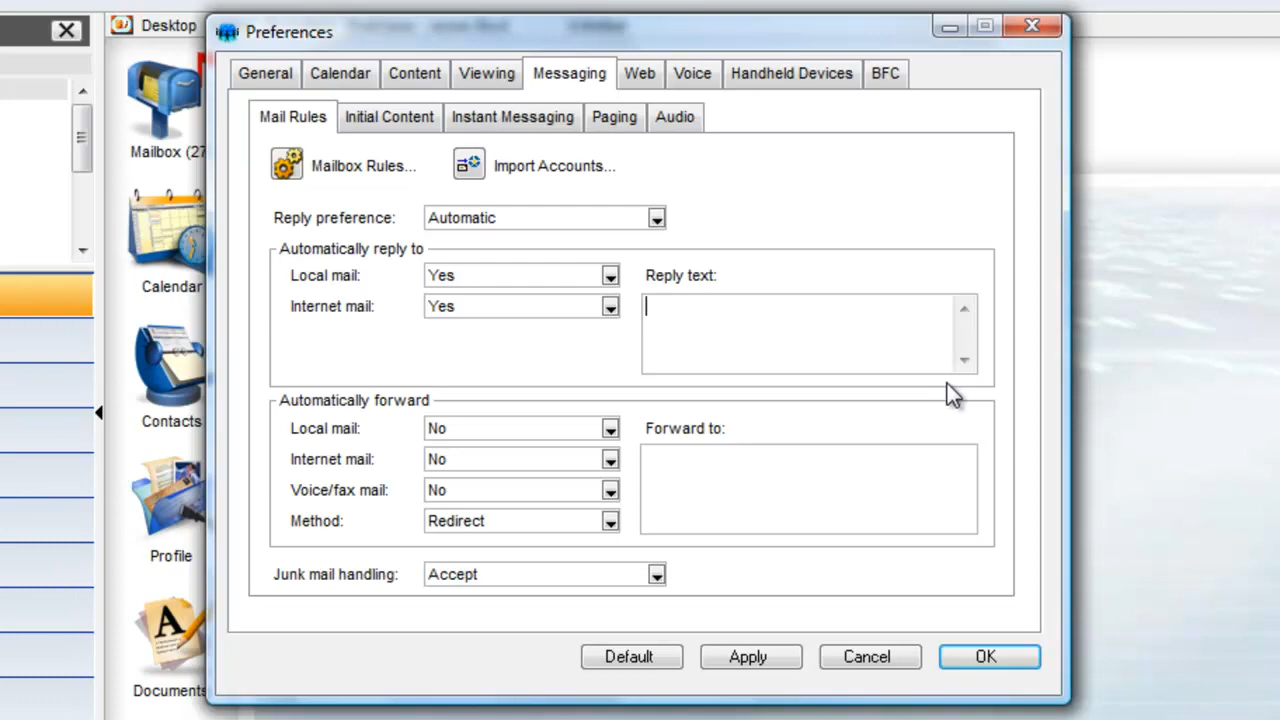 Desktop
Preferences
General Calendar Content Viewing Messaging Web Voice Handheld Devices BFC
Mail Rules Initial Content Instant Messaging Paging Audio
Mailbox (27
Mailbox Rules... Import Accounts...
Reply preference: Automatic
Automatically reply to
Local mail: Yes Reply text:
Calendar
Internet mail: Yes
Automatically forward
Contacts
Local mail: No Forward to:
Internet mail: No
Voice/fax mail: No
Method: Redirect
Profile
Junk mail handling: Accept
Default Apply Cancel OK
Documents